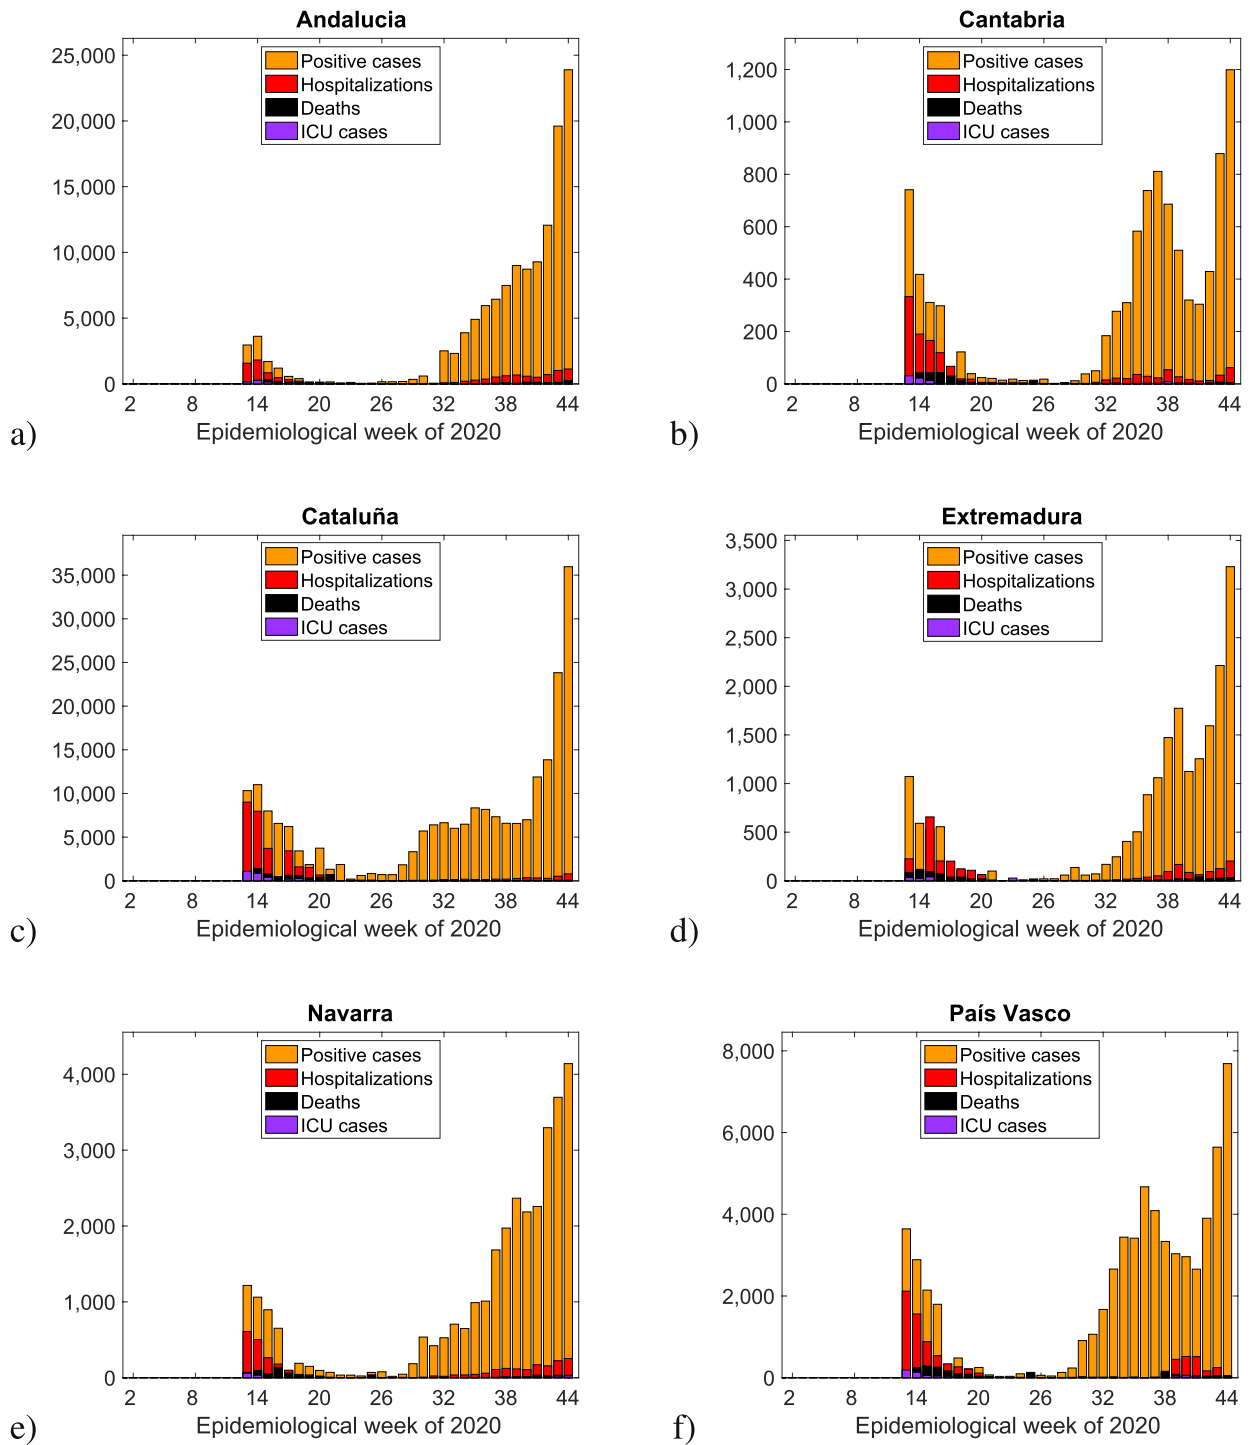 Andalucia
25,000
20,000
15,000
10,000
5,000
0
Positive cases
Hospitalizations
Deaths
ICU cases
2 8 14 20 26 32 38 44
Epidemiological week of 2020
a)
Cantabria
1,200
1,000
800
600
400
200
0
Positive cases
Hospitalizations
Deaths
ICU cases
2 8 14 20 26 32 38 44
Epidemiological week of 2020
b)
Cataluña
35,000
30,000
25,000
20,000
15,000
10,000
5,000
0
Positive cases
Hospitalizations
Deaths
ICU cases
2 8 14 20 26 32 38 44
Epidemiological week of 2020
c)
Extremadura
3,500
3,000
2,500
2,000
1,500
1,000
500
0
Positive cases
Hospitalizations
Deaths
ICU cases
2 8 14 20 26 32 38 44
Epidemiological week of 2020
d)
Navarra
4,000
3,000
2,000
1,000
0
Positive cases
Hospitalizations
Deaths
ICU cases
2 8 14 20 26 32 38 44
Epidemiological week of 2020
e)
País Vasco
8,000
6,000
4,000
2,000
0
Positive cases
Hospitalizations
Deaths
ICU cases
2 8 14 20 26 32 38 44
Epidemiological week of 2020
f)